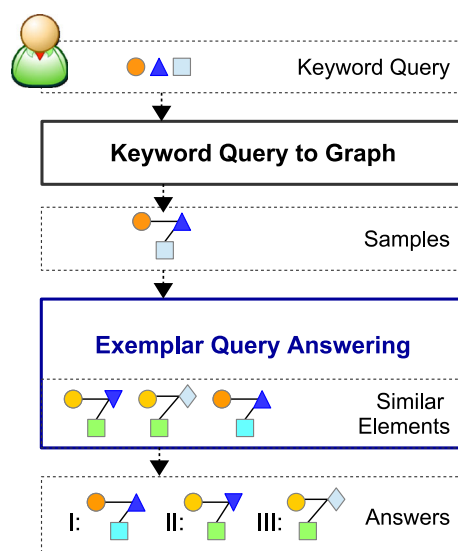 Keyword Query
Keyword Query to Graph
Samples
Exemplar Query Answering
Similar
Elements
I: II: III: Answers